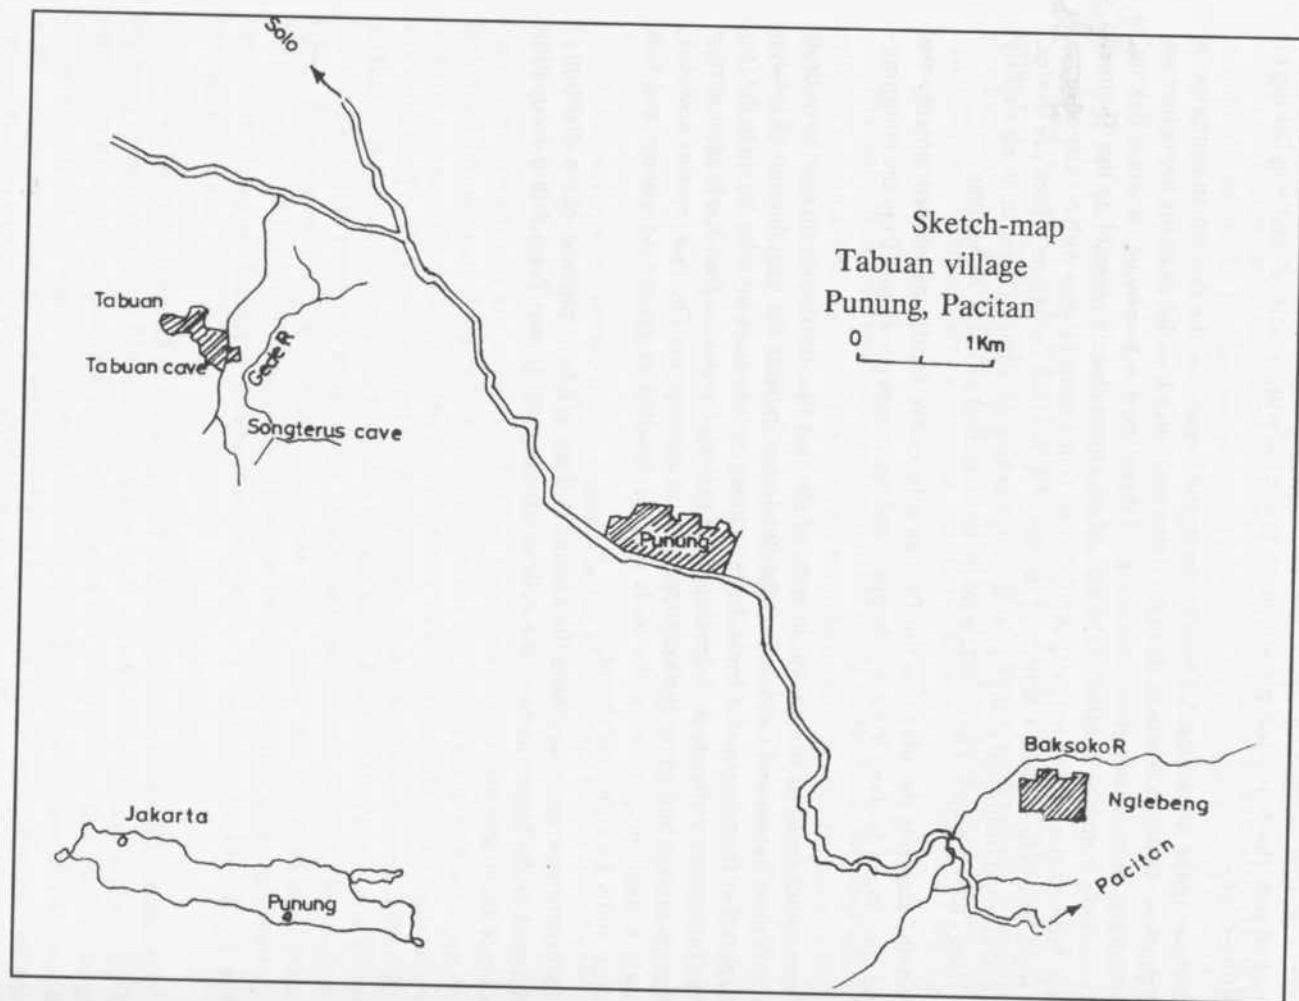 Solo
Sketch-map
Tabuan village
Punung, Pacitan
0 1Km
Tabuan
Tabuan cave
Gede R
Songterus cave
Punung
Baksoko R
Nglebeng
Pacitan
Jakarta
Punung